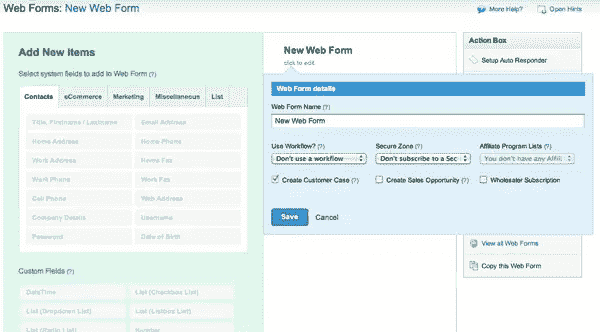 Web Forms: New Web Form
More Help?
Open Hints
Add New Items
Select system fields to add to Web Form (?)
Contacts
eCommerce
Marketing
Miscellaneous
List
Title, Firstname / Lastname
Email Address
Home Address
Home Phone
Work Address
Home Fax
Work Phone
Work Fax
Cell Phone
Web Address
Company Details
Username
Password
Date of Birth
Custom Fields (?)
Date/Time
List (Checkbox List)
List (Dropdown List)
List (Listbox List)
List (Radio List)
Number
New Web Form
click to edit
Web Form details
Web Form Name (?)
New Web Form
Use Workflow? (?)
Secure Zone (?)
Affiliate Program Lists (?)
Don't use a workflow
Don't subscribe to a Sec
You don't have any Affili
Create Customer Case (?)
Create Sales Opportunity (?)
Wholesaler Subscription
Save
Cancel
Action Box
Setup Auto Responder
View all Web Forms
Copy this Web Form